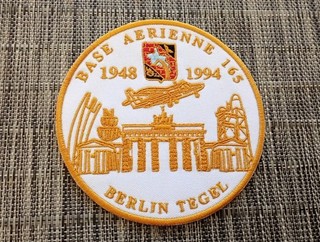 BASE AERIENNE 165
1948 1994
BERLIN TEGEL